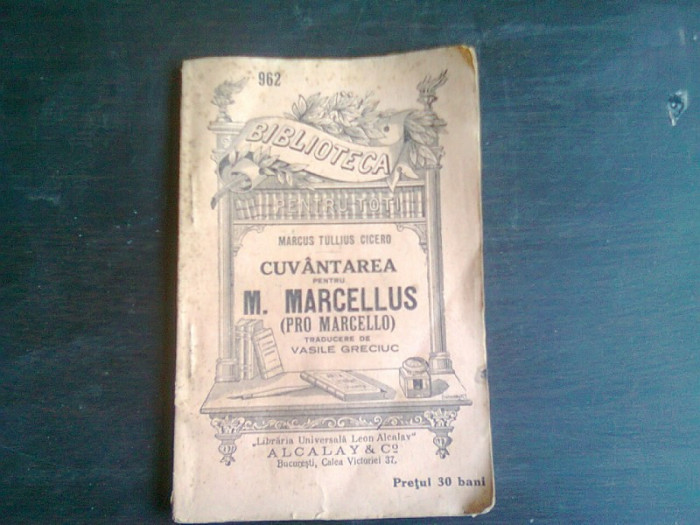 962
BIBLIOTECA
PENTRU TOȚI
MARCUS TULLIUS CICERO
CUVÂNTAREA
PENTRU
M. MARCELLUS
(PRO MARCELLO)
TRADUCERE DE
VASILE GRECIUC
„Librăria Universală Leon Alcalay"
ALCALAY & Cº
București, Calea Victoriei 37.
Prețul 30 bani